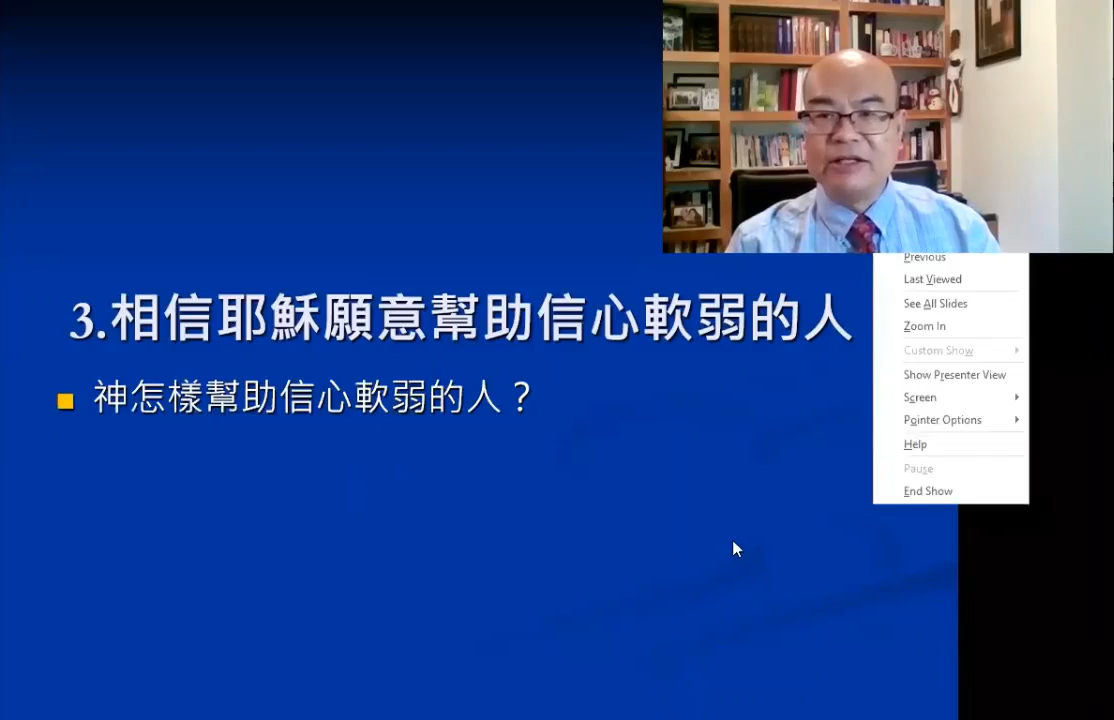 3.相信耶穌願意幫助信心軟弱的人
神怎樣幫助信心軟弱的人？
Previous
Last Viewed
See All Slides
Zoom In
Custom Show
Show Presenter View
Screen
Pointer Options
Help
Pause
End Show